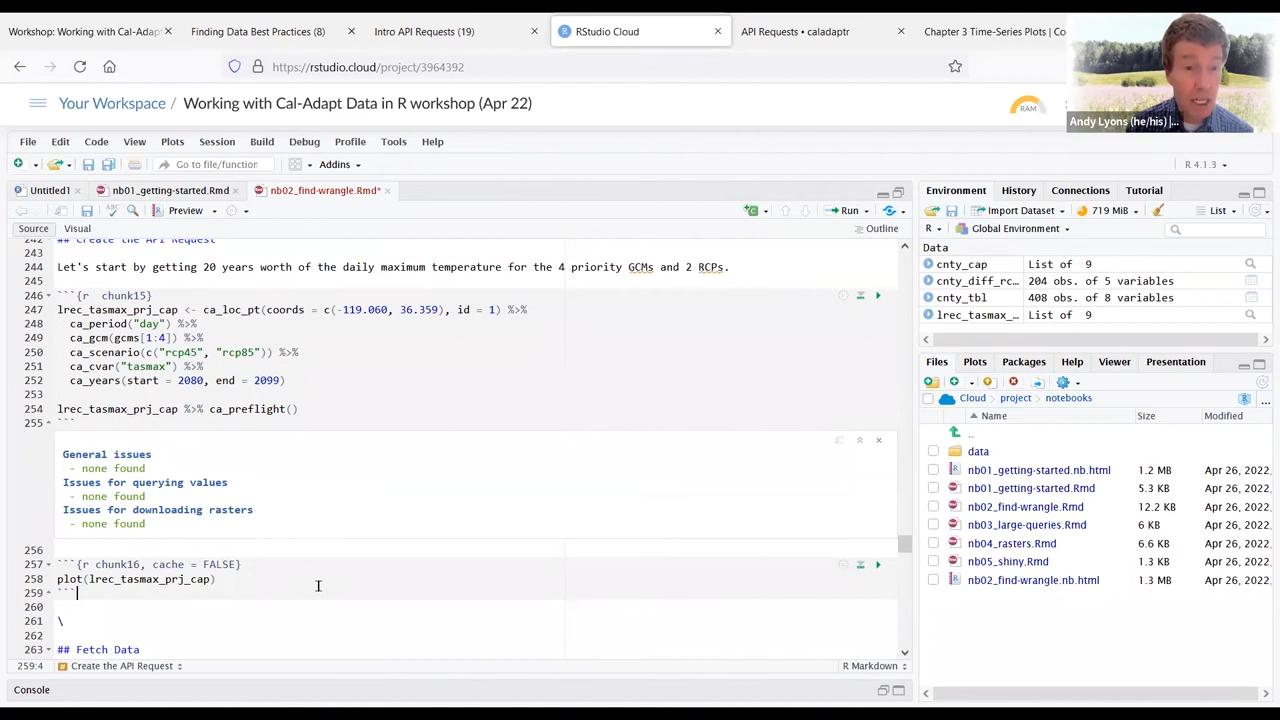 Workshop: Working with Cal-Adapt
Finding Data Best Practices (8)
Intro API Requests (19)
RStudio Cloud
API Requests • caladaptr
Chapter 3 Time-Series Plots | Co
https://rstudio.cloud/project/3964392
Your Workspace / Working with Cal-Adapt Data in R workshop (Apr 22)
RAM
Andy Lyons (he/his) |...
File Edit Code View Plots Session Build Debug Profile Tools Help
Go to file/function
Addins
R 4.1.3
Untitled1
nb01_getting-started.Rmd
nb02_find-wrangle.Rmd*
Preview
Run
Source Visual
Outline
242 ## Create the API Request
243
244 Let's start by getting 20 years worth of the daily maximum temperature for the 4 priority GCMs and 2 RCPs.
245
246 ```{r chunk15}
247 lrec_tasmax_prj_cap <- ca_loc_pt(coords = c(-119.060, 36.359), id = 1) %>%
248 ca_period("day") %>%
249 ca_gcm(gcms[1:4]) %>%
250 ca_scenario(c("rcp45", "rcp85")) %>%
251 ca_cvar("tasmax") %>%
252 ca_years(start = 2080, end = 2099)
253
254 lrec_tasmax_prj_cap %>% ca_preflight()
255 ```
General issues
- none found
Issues for querying values
- none found
Issues for downloading rasters
- none found
256
257 ```{r chunk16, cache = FALSE}
258 plot(lrec_tasmax_prj_cap)
259 ```
260
261 \
262
263 ## Fetch Data
259:4 Create the API Request
R Markdown
Console
Environment History Connections Tutorial
Import Dataset 719 MiB List
R Global Environment
Data
cnty_cap List of 9
cnty_diff_rc… 204 obs. of 5 variables
cnty_tbl 408 obs. of 8 variables
lrec_tasmax_… List of 9
Files Plots Packages Help Viewer Presentation
Cloud project notebooks
Name Size Modified
..
data
nb01_getting-started.nb.html 1.2 MB Apr 26, 2022,
nb01_getting-started.Rmd 5.3 KB Apr 26, 2022,
nb02_find-wrangle.Rmd 12.2 KB Apr 26, 2022,
nb03_large-queries.Rmd 6 KB Apr 26, 2022,
nb04_rasters.Rmd 6.6 KB Apr 26, 2022,
nb05_shiny.Rmd 1.3 KB Apr 26, 2022,
nb02_find-wrangle.nb.html 1.3 MB Apr 26, 2022,